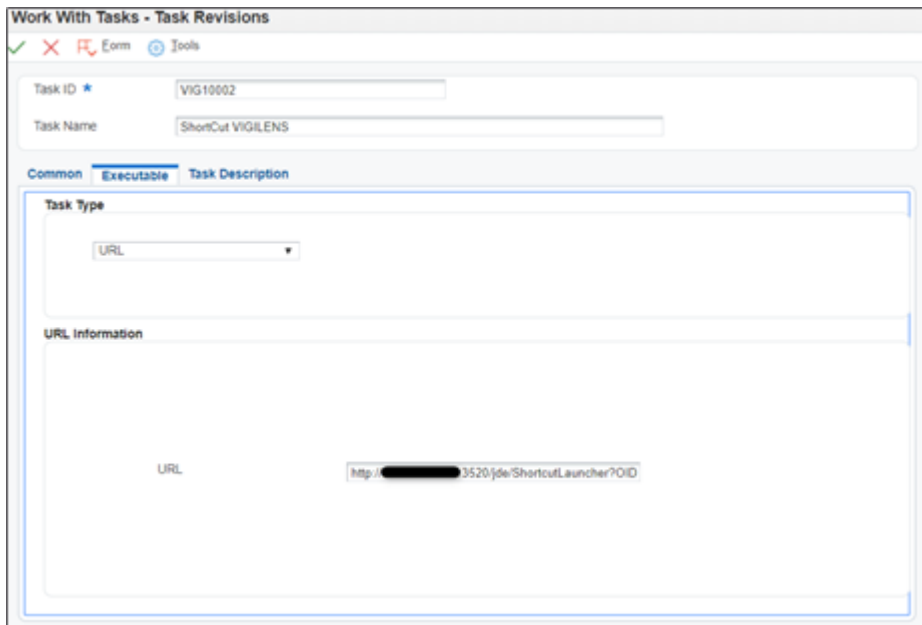 Work With Tasks - Task Revisions
Form Tools
Task ID * VIG10002
Task Name ShortCut VIGILENS
Common Executable Task Description
Task Type
URL
URL Information
URL http:// 3520/jde/ShortcutLauncher?OID